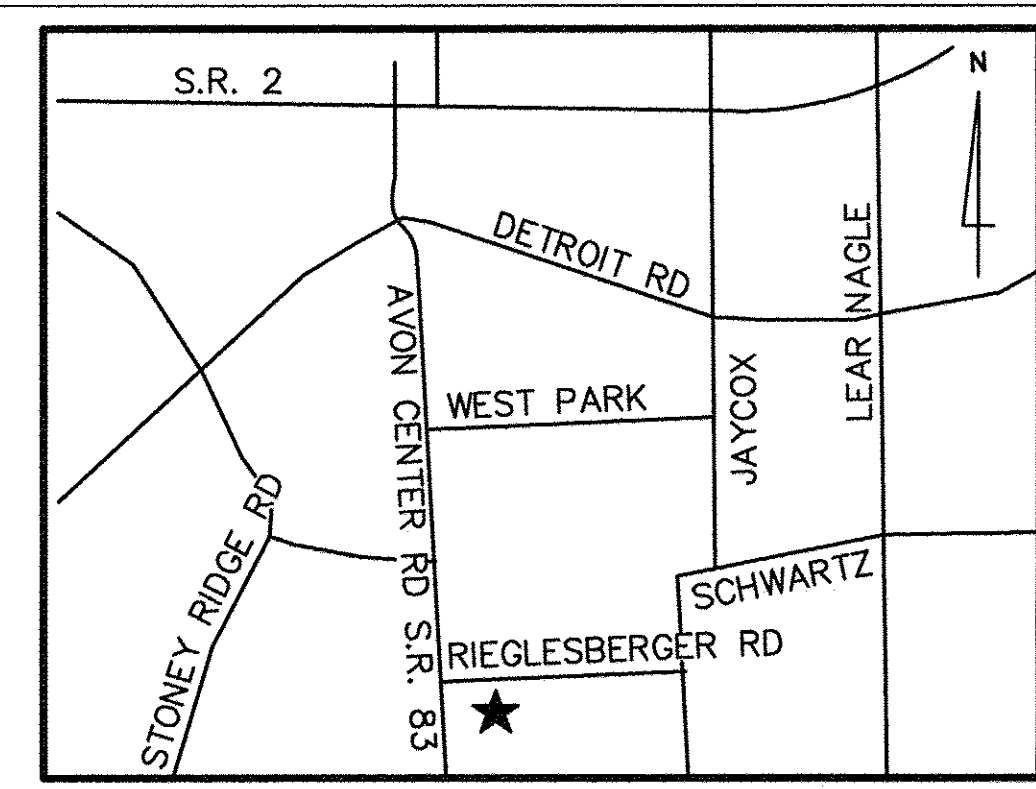 S.R. 2
N
DETROIT RD
LEAR NAGLE
AVON CENTER RD S.R. 83
WEST PARK
JAYCOX
STONEY RIDGE RD
SCHWARTZ
RIEGLESBERGER RD